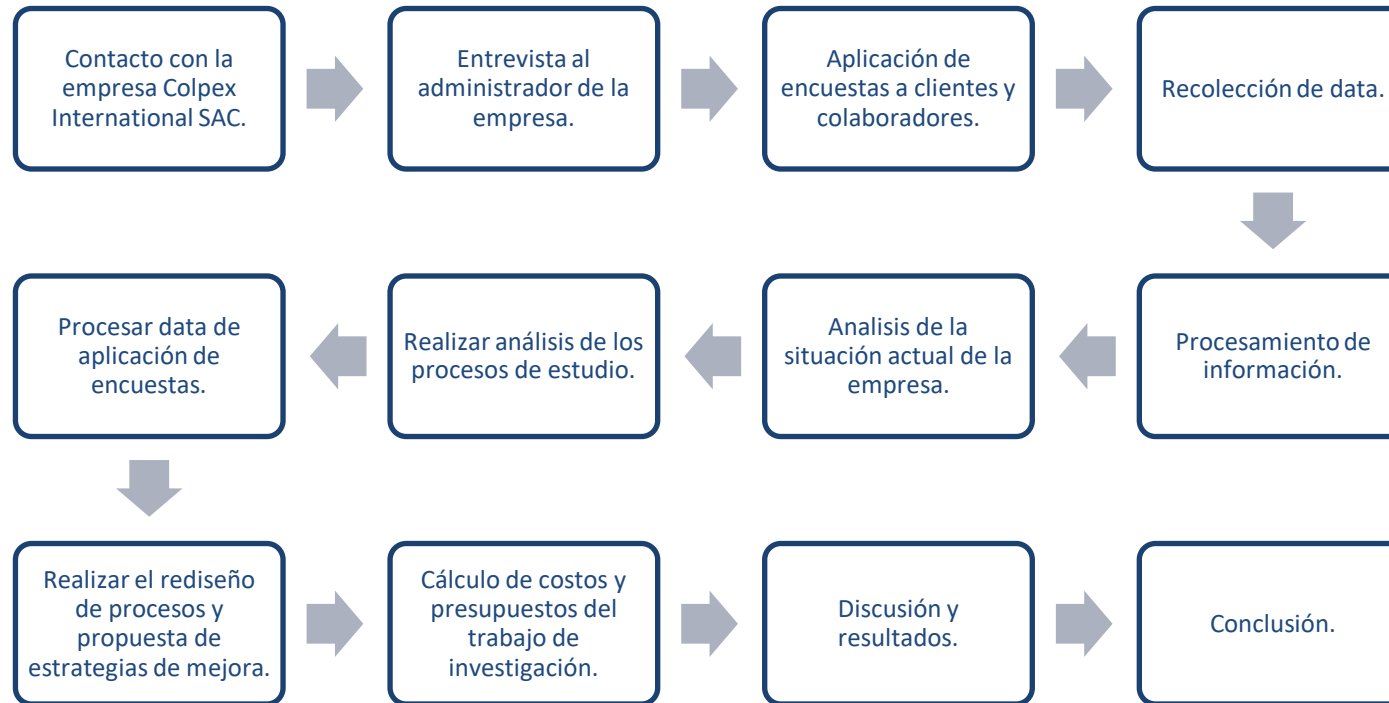 Contacto con la
empresa Colpex
International SAC.
Entrevista al
administrador de la
empresa.
Aplicación de
encuestas a clientes y
colaboradores.
Recolección de data.
Procesamiento de
información.
Analisis de la
situación actual de la
empresa.
Realizar análisis de los
procesos de estudio.
Procesar data de
aplicación de
encuestas.
Realizar el rediseño
de procesos y
propuesta de
estrategias de mejora.
Cálculo de costos y
presupuestos del
trabajo de
investigación.
Discusión y
resultados.
Conclusión.